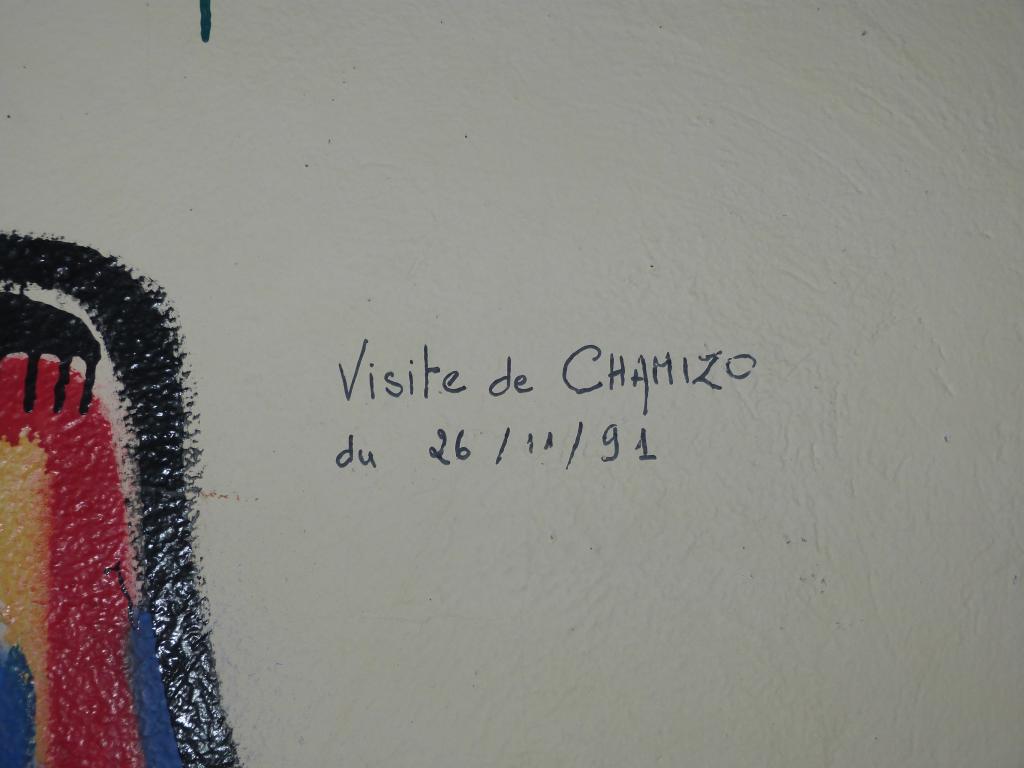 Visite de CHAMIZO
du 26/11/91